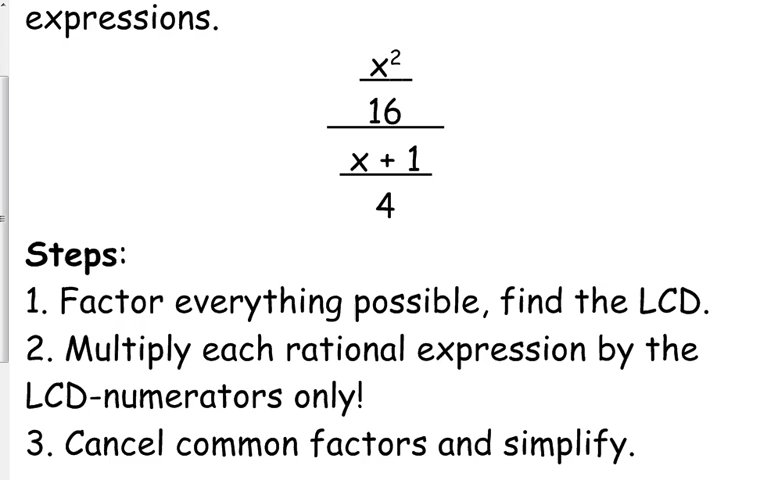 expressions.
x²
16
x + 1
4
Steps:
1. Factor everything possible, find the LCD.
2. Multiply each rational expression by the
LCD-numerators only!
3. Cancel common factors and simplify.